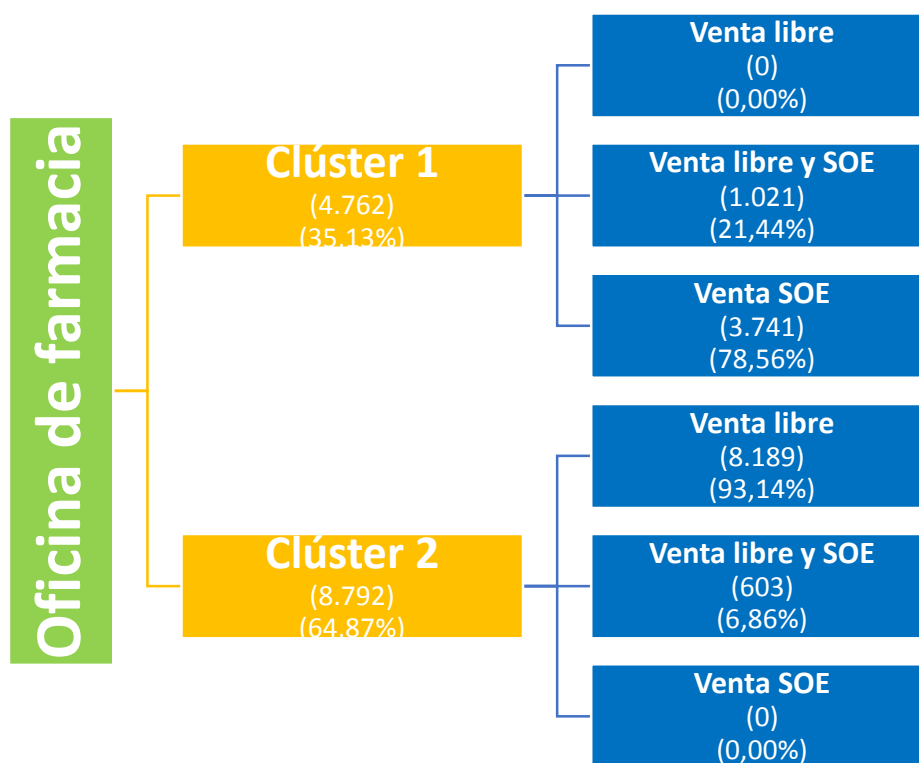 Oficina de farmacia
Clúster 1
(4.762)
(35,13%)
Venta libre
(0)
(0,00%)
Venta libre y SOE
(1.021)
(21,44%)
Venta SOE
(3.741)
(78,56%)
Clúster 2
(8.792)
(64,87%)
Venta libre
(8.189)
(93,14%)
Venta libre y SOE
(603)
(6,86%)
Venta SOE
(0)
(0,00%)